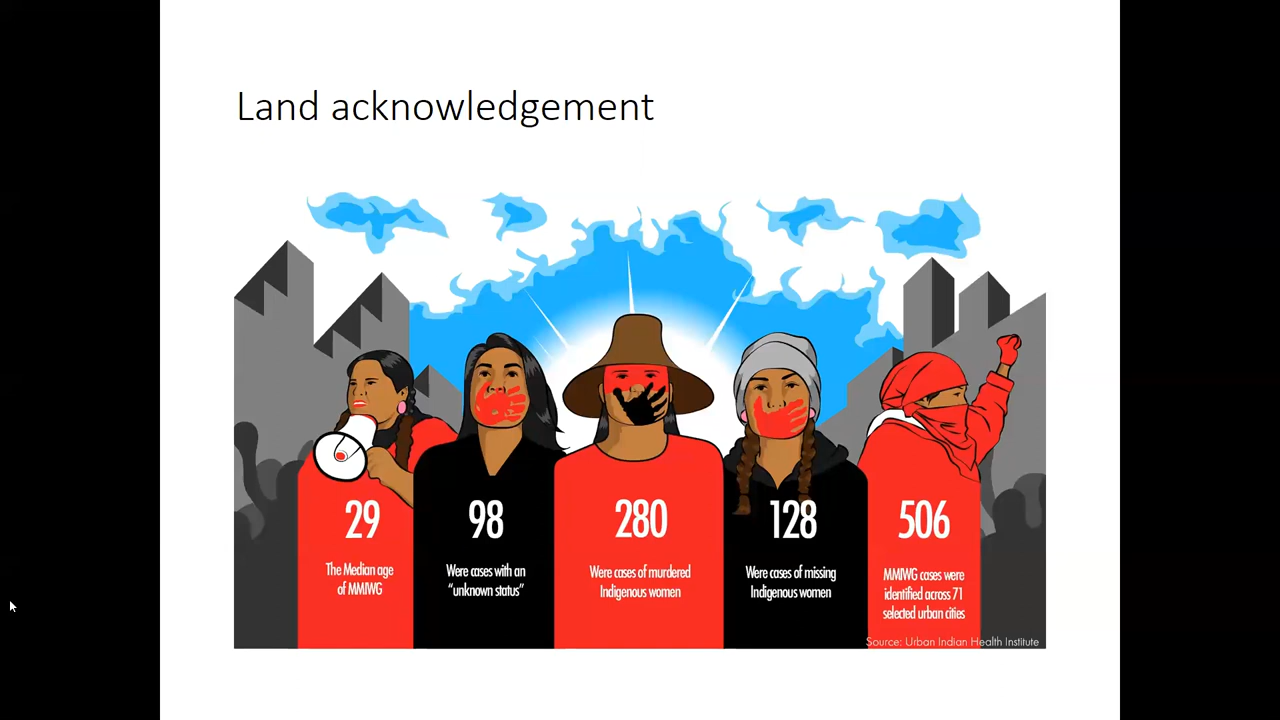 Land acknowledgement
29
The Median age
of MMIWG
98
Were cases with an
“unknown status”
280
Were cases of murdered
Indigenous women
128
Were cases of missing
Indigenous women
506
MMIWG cases were
identified across 71
selected urban cities
Source: Urban Indian Health Institute